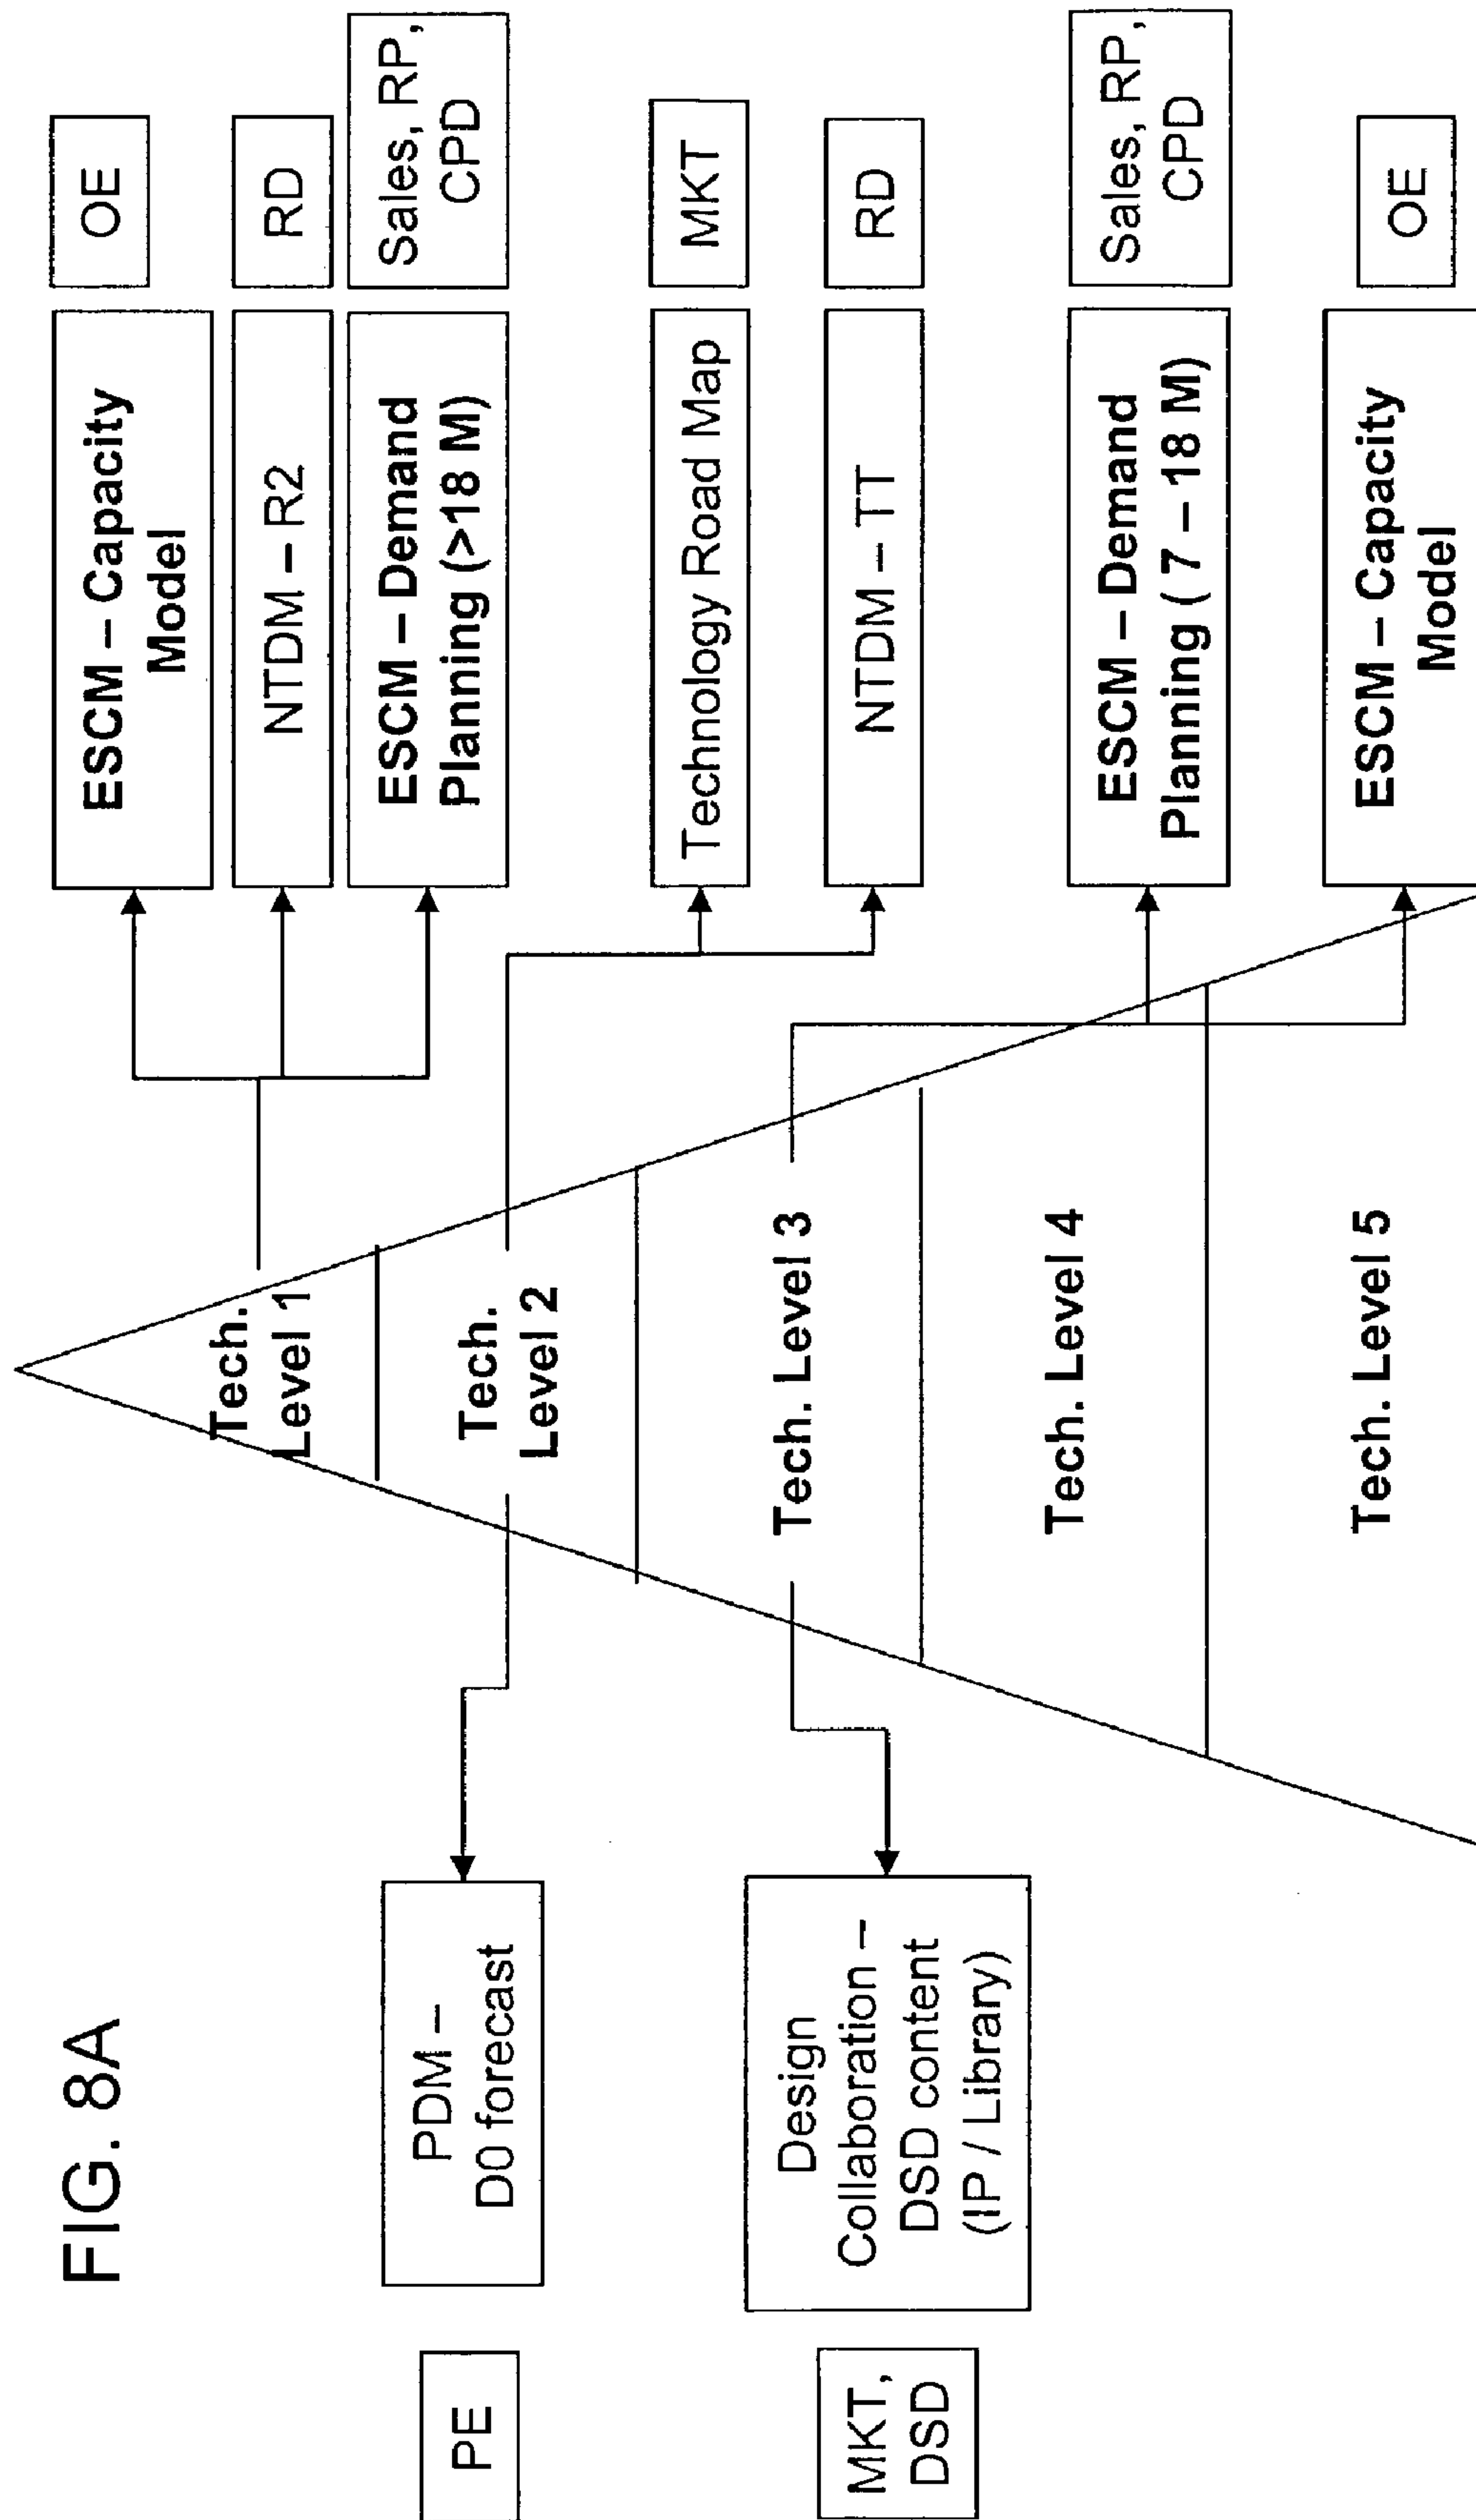 FIG. 8A
PE
PDM –
D0 forecast
MKT,
DSD
Design
Collaboration –
DSD content
(IP / Library)
Tech.
Level 1
Tech.
Level 2
Tech. Level 3
Tech. Level 4
Tech. Level 5
ESCM – Capacity
Model
OE
NTDM – R2
RD
ESCM – Demand
Planning (>18 M)
Sales, RP,
CPD
Technology Road Map
MKT
NTDM – TT
RD
ESCM – Demand
Planning ( 7 – 18 M)
Sales, RP,
CPD
ESCM – Capacity
Model
OE